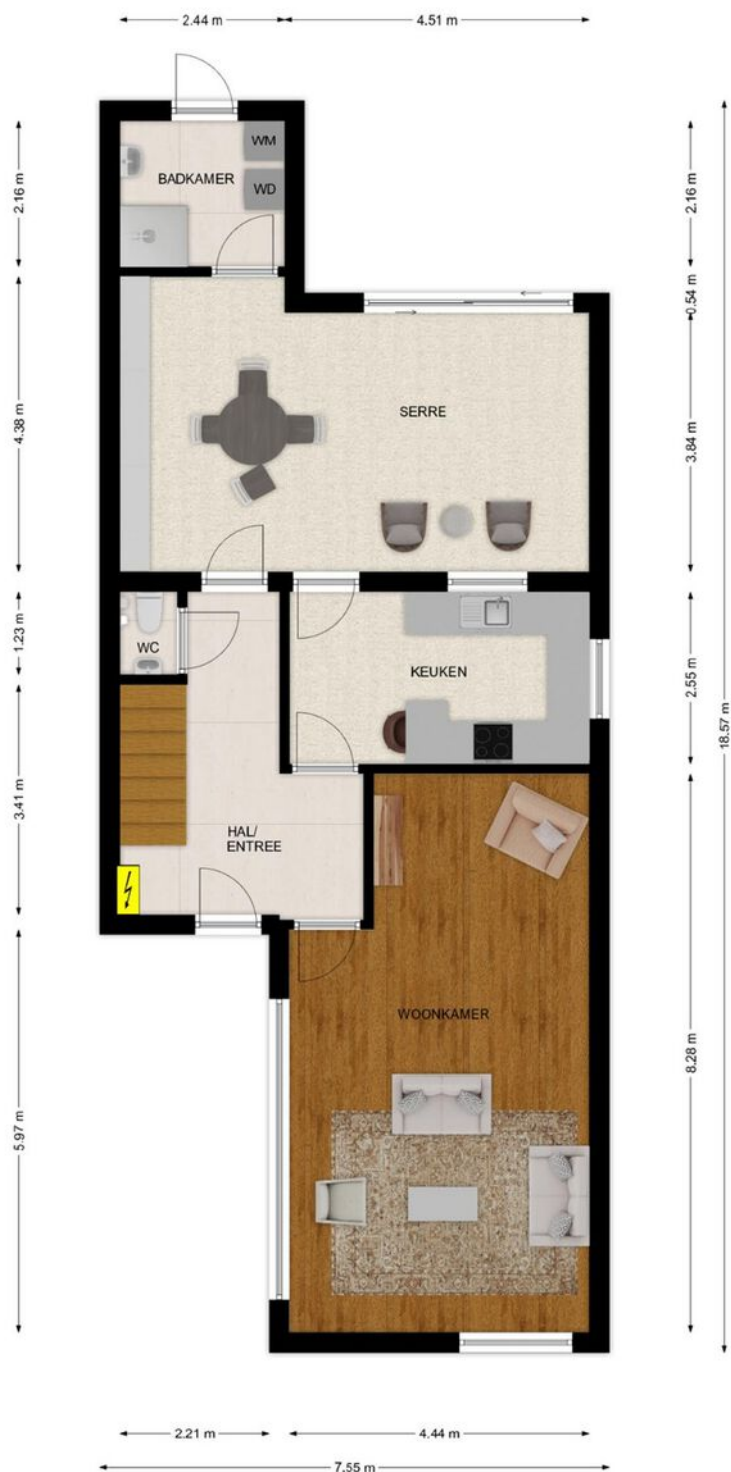 2.44 m
4.51 m
WM
BADKAMER
WD
2.16 m
2.16 m
0.54 m
SERRE
4.38 m
3.84 m
WC
1.23 m
KEUKEN
2.55 m
18.57 m
3.41 m
HAL/
ENTREE
WOONKAMER
8.28 m
5.97 m
2.21 m
4.44 m
7.55 m